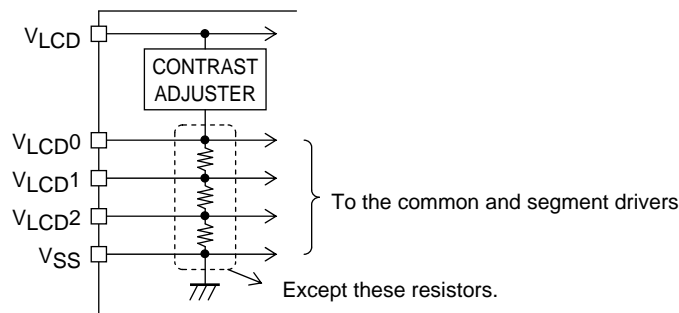 VLCD
CONTRAST
ADJUSTER
VLCD0
VLCD1
VLCD2
VSS
To the common and segment drivers
Except these resistors.